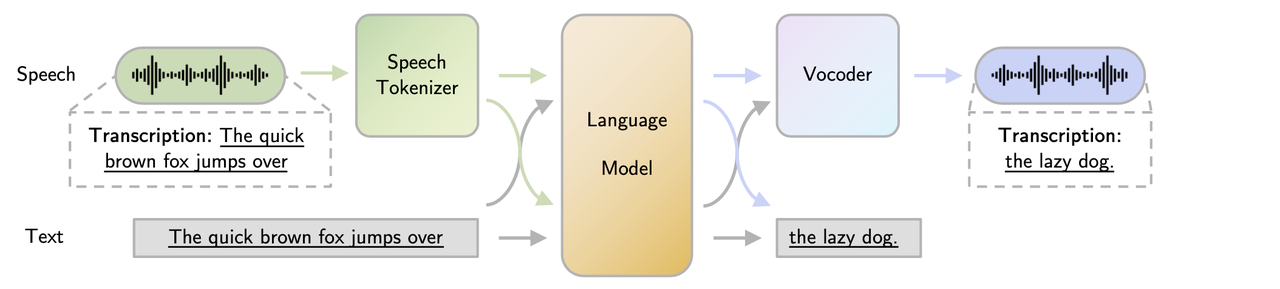 Speech
Transcription: The quick
brown fox jumps over
Speech
Tokenizer
Language
Model
Vocoder
Transcription:
the lazy dog.
Text
The quick brown fox jumps over
the lazy dog.